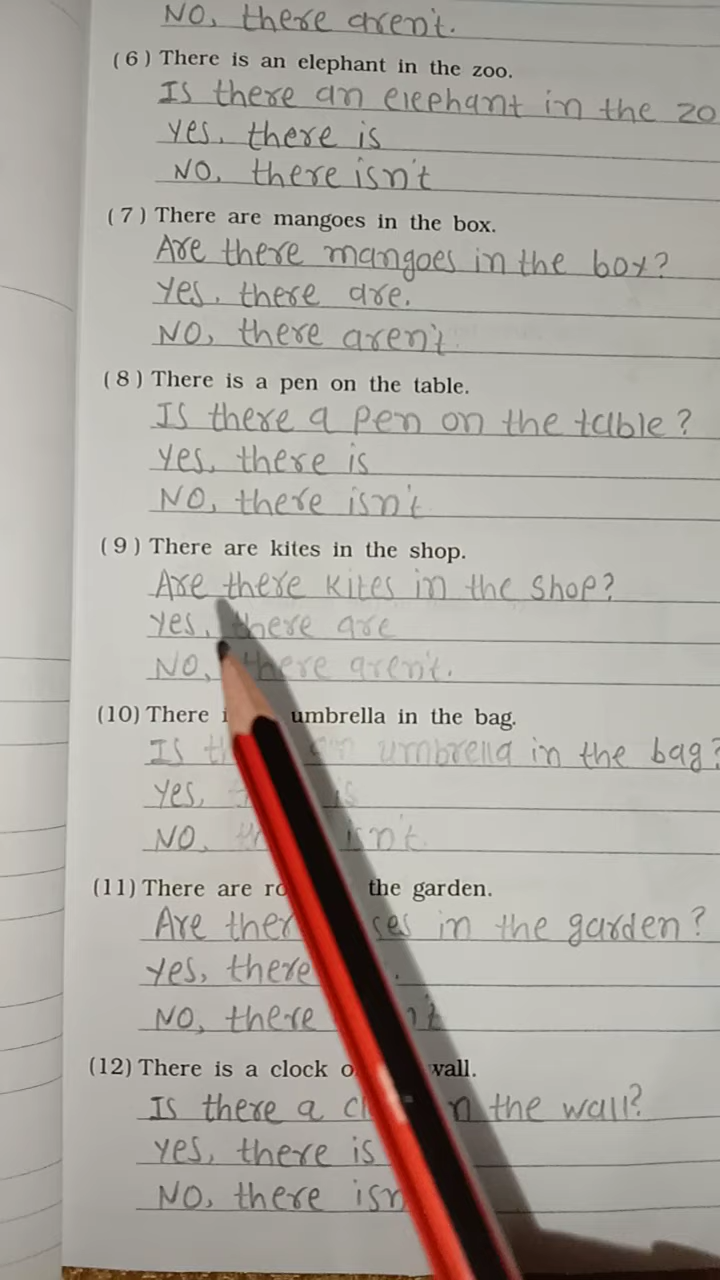 NO, there aren't.
(6) There is an elephant in the zoo.
Is there an elephant in the zo
Yes, there is
NO, there isn't
(7) There are mangoes in the box.
Are there mangoes in the box?
Yes, there are.
NO, there aren't.
(8) There is a pen on the table.
Is there a pen on the table?
Yes, there is
NO, there isn't
(9) There are kites in the shop.
Are there kites in the shop?
Yes, there are
NO, there aren't.
(10) There umbrella in the bag.
Is an umbrella in the bag?
Yes, is
NO, isn't
(11) There are the garden.
Are in the garden?
Yes, there
NO, there
(12) There is a clock wall.
Is there a the wall?
Yes, there is
NO, there